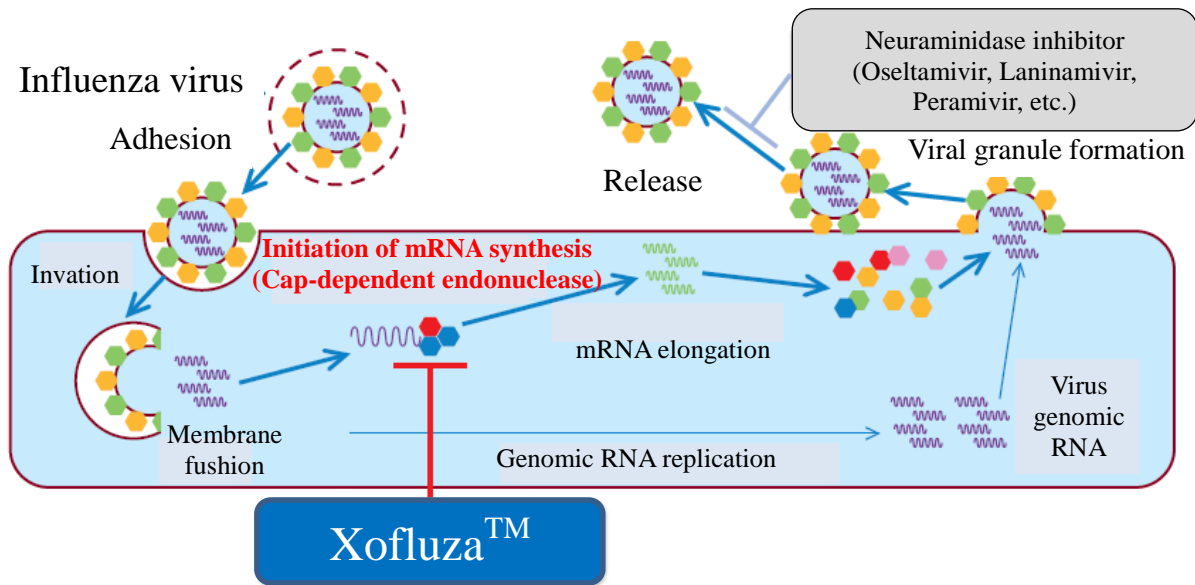 Influenza virus
Adhesion
Neuraminidase inhibitor
(Oseltamivir, Laninamivir,
Peramivir, etc.)
Viral granule formation
Release
Invation
Initiation of mRNA synthesis
(Cap-dependent endonuclease)
mRNA elongation
Membrane
fushion
Genomic RNA replication
Virus
genomic
RNA
Xofluza™